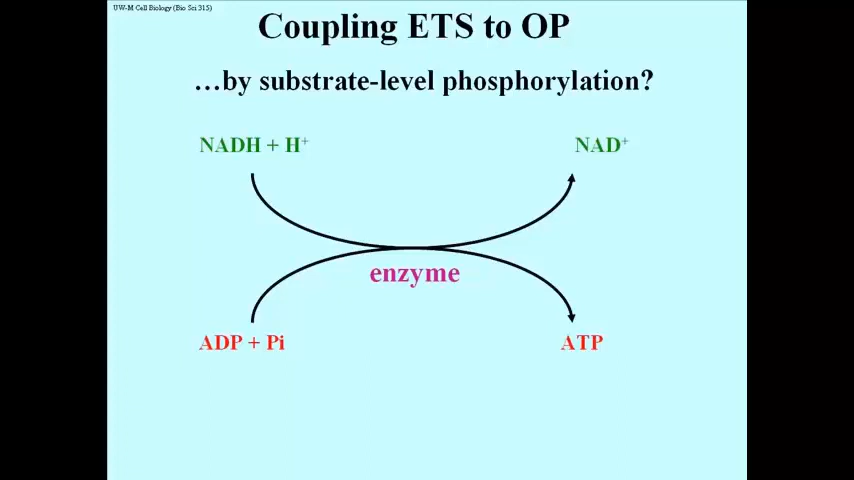 UW-M Cell Biology (Bio Sci 315)
Coupling ETS to OP
…by substrate-level phosphorylation?
NADH + H⁺ NAD⁺
enzyme
ADP + Pi ATP